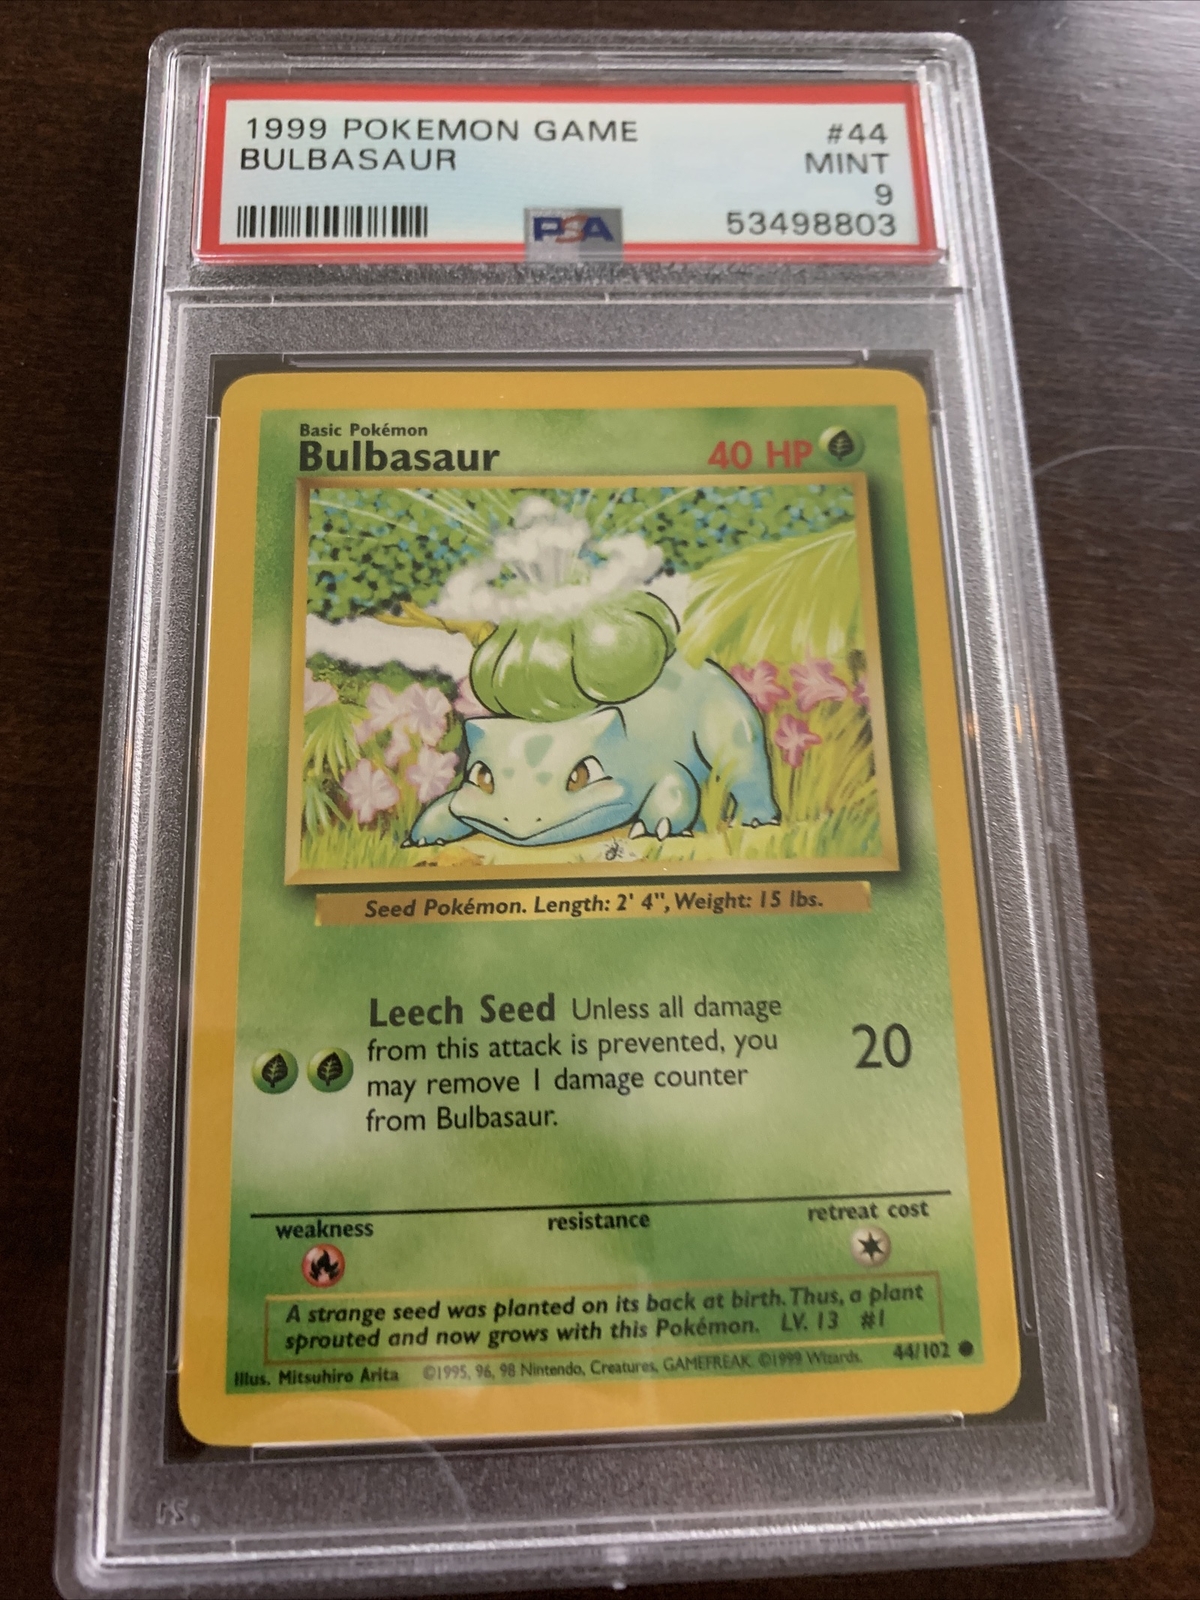 1999 POKEMON GAME #44
BULBASAUR MINT
9
PSA 53498803
Basic Pokémon
Bulbasaur 40 HP
Seed Pokémon. Length: 2' 4", Weight: 15 lbs.
Leech Seed Unless all damage
from this attack is prevented, you
may remove 1 damage counter
from Bulbasaur.
20
weakness resistance retreat cost
A strange seed was planted on its back at birth. Thus, a plant
sprouted and now grows with this Pokémon. LV. 13 #1
Illus. Mitsuhiro Arita ©1995, 96, 98 Nintendo, Creatures, GAMEFREAK. ©1999 Wizards. 44/102